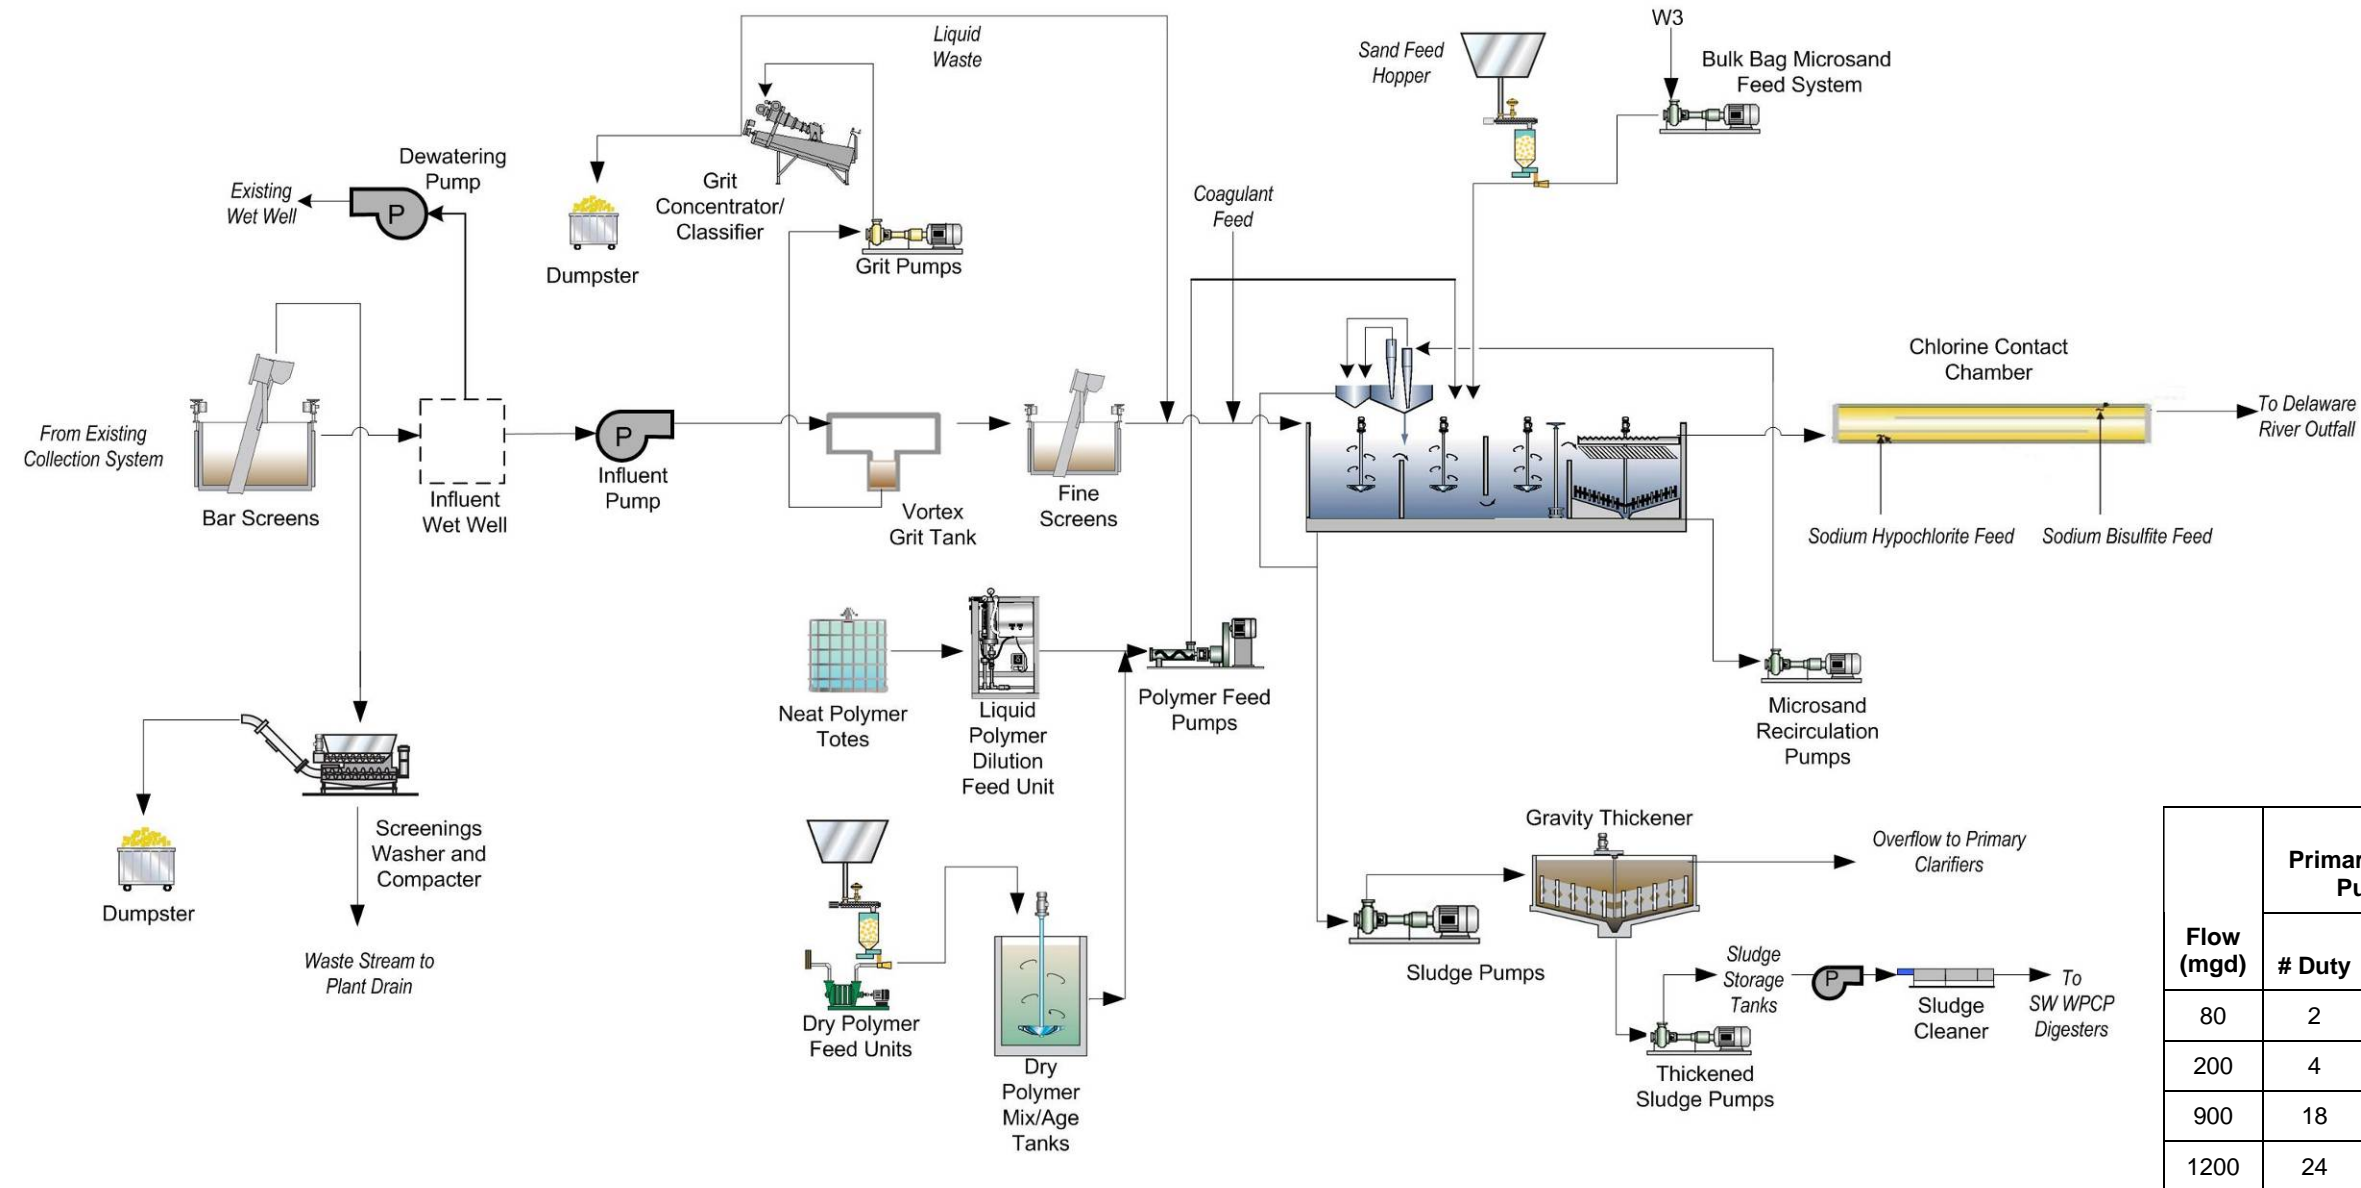 Liquid
Waste
Sand Feed
Hopper
W3
Bulk Bag Microsand
Feed System
Dewatering
Pump
Existing
Wet Well
P
Grit
Concentrator/
Classifier
Dumpster
Grit Pumps
Coagulant
Feed
Chlorine Contact
Chamber
To Delaware
River Outfall
From Existing
Collection System
Bar Screens
Influent
Wet Well
P
Influent
Pump
Vortex
Grit Tank
Fine
Screens
Sodium Hypochlorite Feed
Sodium Bisulfite Feed
Neat Polymer
Totes
Liquid
Polymer
Dilution
Feed Unit
Polymer Feed
Pumps
Microsand
Recirculation
Pumps
Screenings
Washer and
Compacter
Dumpster
Waste Stream to
Plant Drain
Dry Polymer
Feed Units
Dry
Polymer
Mix/Age
Tanks
Gravity Thickener
Overflow to Primary
Clarifiers
Sludge Pumps
Sludge
Storage
Tanks
P
Sludge
Cleaner
To
SW WPCP
Digesters
Thickened
Sludge Pumps
Primar
Pu
Flow
(mgd)
# Duty
80 2
200 4
900 18
1200 24